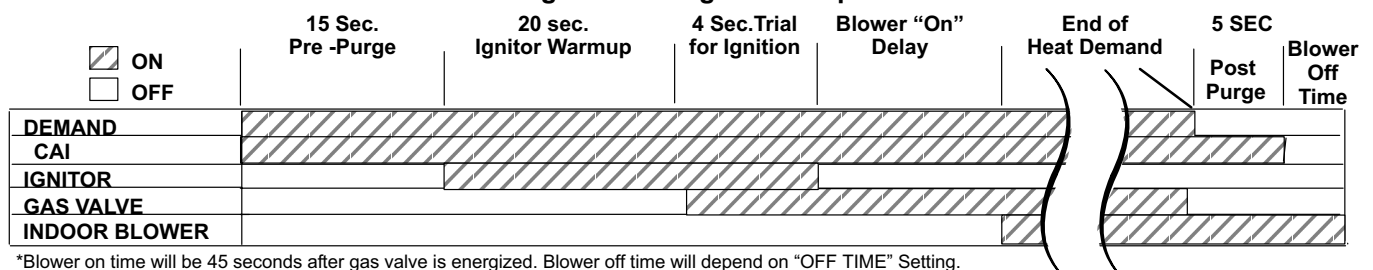 15 Sec.
Pre -Purge
20 sec.
Ignitor Warmup
4 Sec.Trial
for Ignition
Blower “On”
Delay
End of
Heat Demand
5 SEC
Post
Purge
Blower
Off
Time
ON
OFF
DEMAND
CAI
IGNITOR
GAS VALVE
INDOOR BLOWER
*Blower on time will be 45 seconds after gas valve is energized. Blower off time will depend on “OFF TIME” Setting.